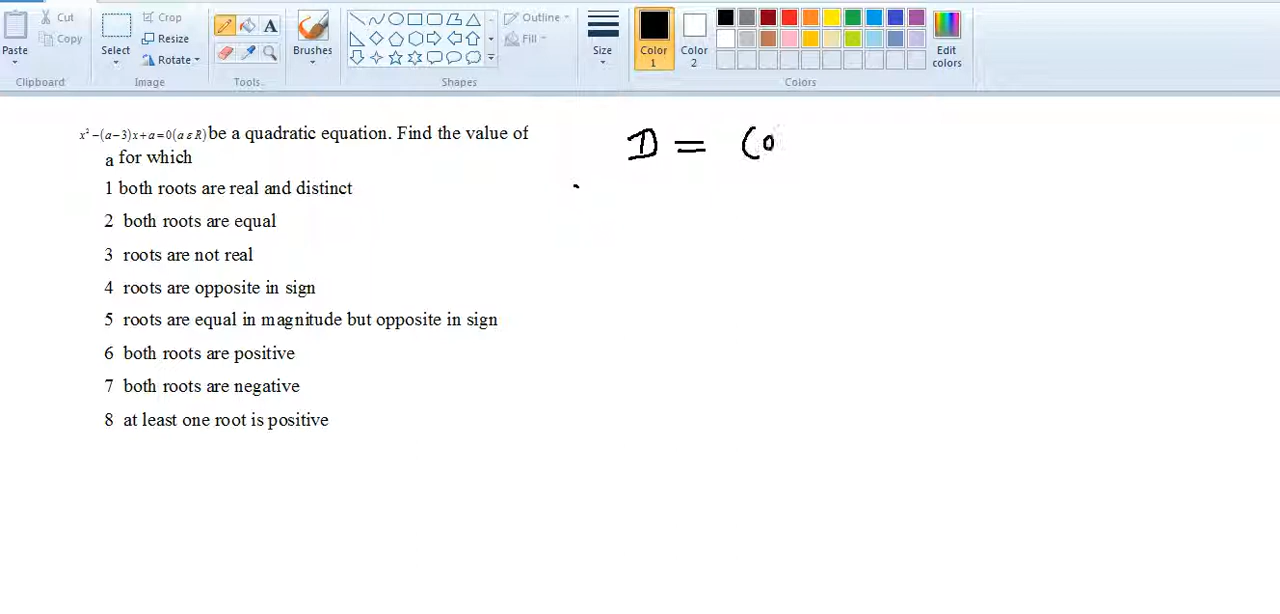 Cut
Copy
Paste
Clipboard
Crop
Resize
Select
Rotate
Image
A
Tools
Brushes
Shapes
Outline
Fill
Size
Color
1
Color
2
Edit
colors
Colors
x² −(a−3)x+a=0(a ε R) be a quadratic equation. Find the value of
a for which
1 both roots are real and distinct
2 both roots are equal
3 roots are not real
4 roots are opposite in sign
5 roots are equal in magnitude but opposite in sign
6 both roots are positive
7 both roots are negative
8 at least one root is positive
D = (